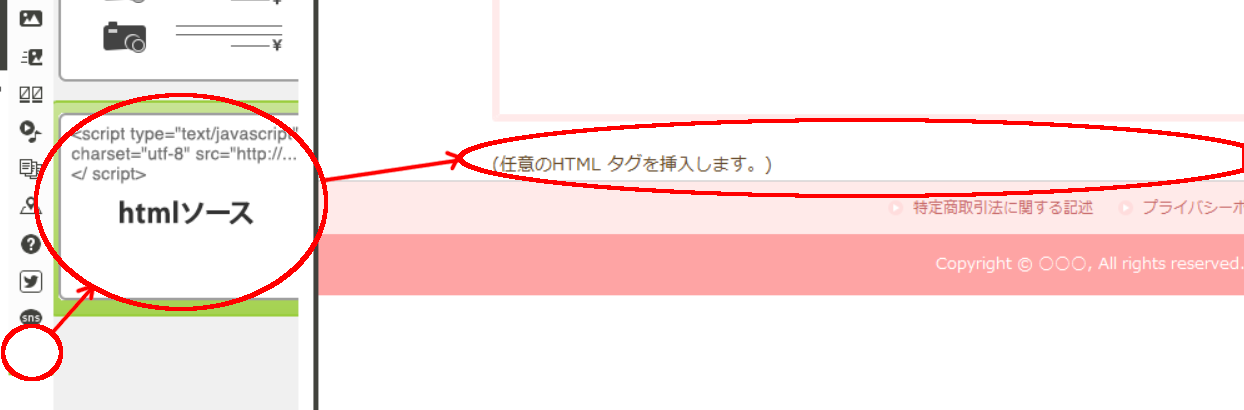 ¥
¥
<script type="text/javascript"
charset="utf-8" src="http://...
</ script>
htmlソース
sns
(任意のHTML タグを挿入します。)
特定商取引法に関する記述 プライバシーポ
Copyright © 〇〇〇, All rights reserved.